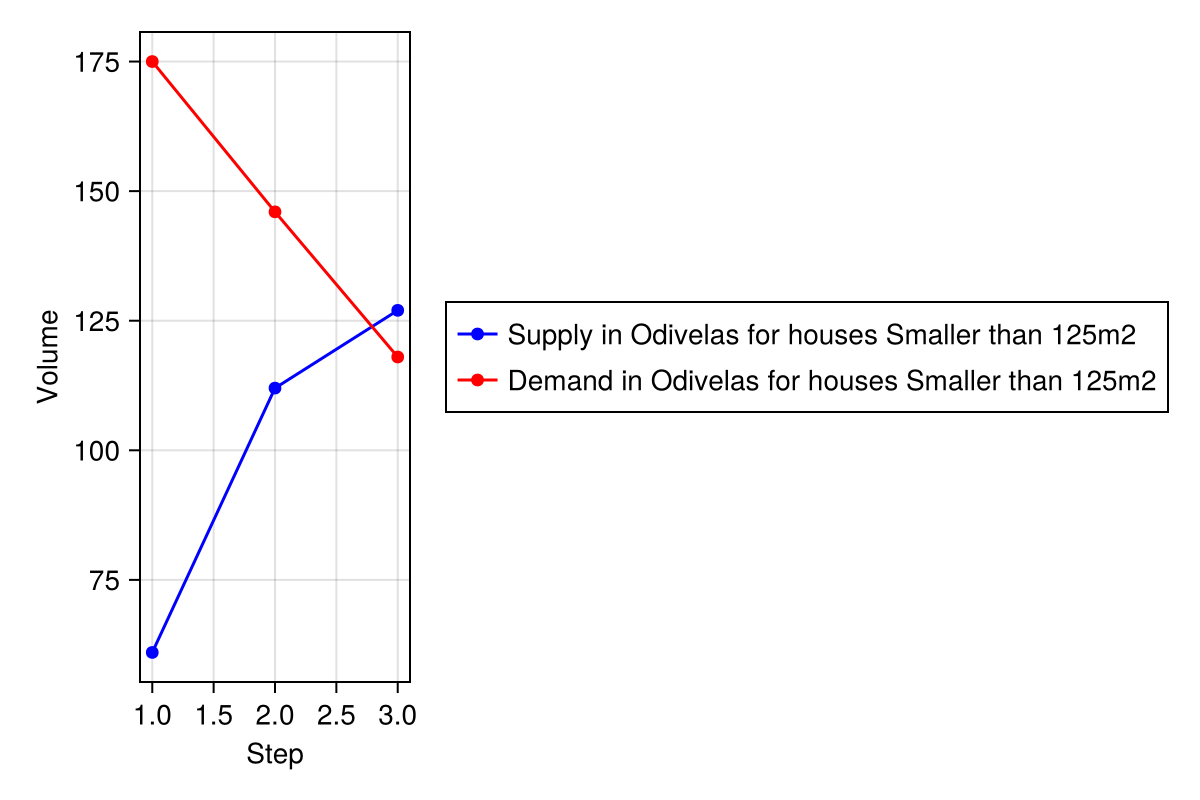 175
150
125
100
75
Volume
1.0 1.5 2.0 2.5 3.0
Step
Supply in Odivelas for houses Smaller than 125m2
Demand in Odivelas for houses Smaller than 125m2